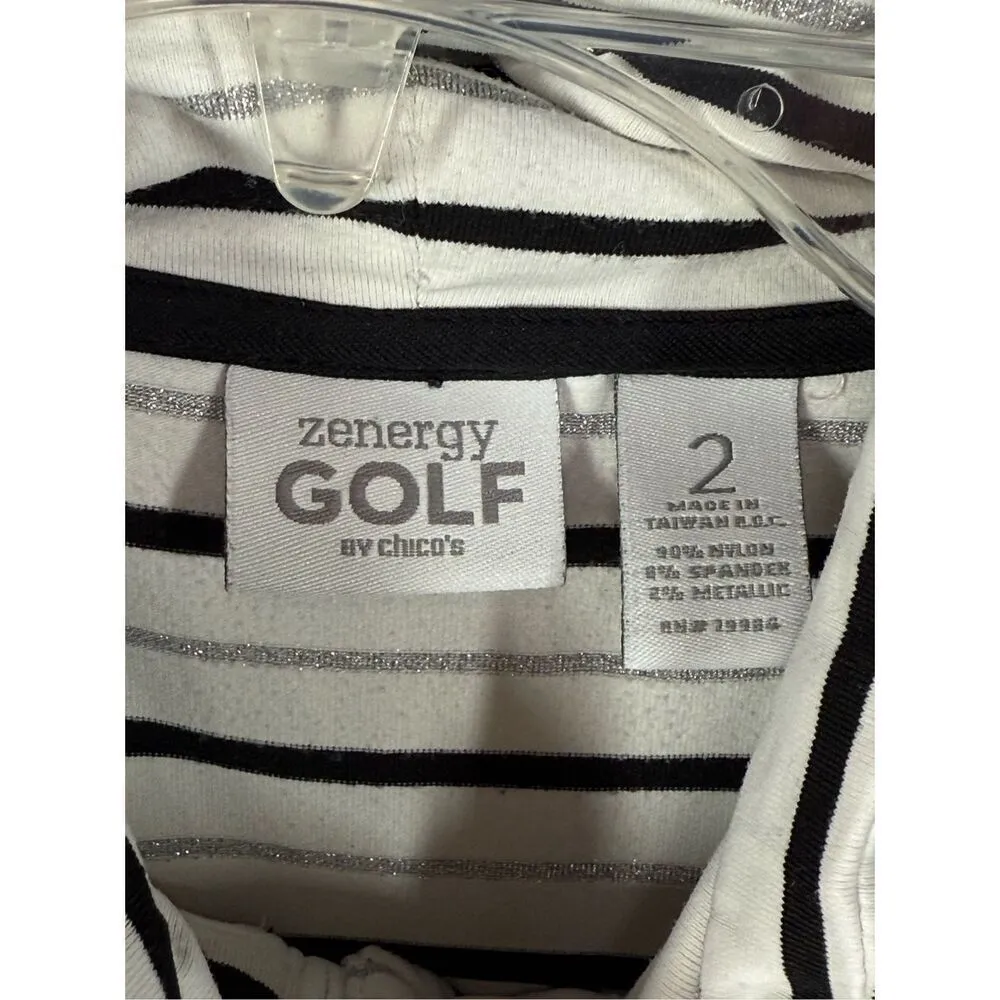 zenergy
GOLF
BY chico's
2
MADE IN
TAIWAN R.O.C.
90% NYLON
8% SPANDEX
2% METALLIC
RN# 79984